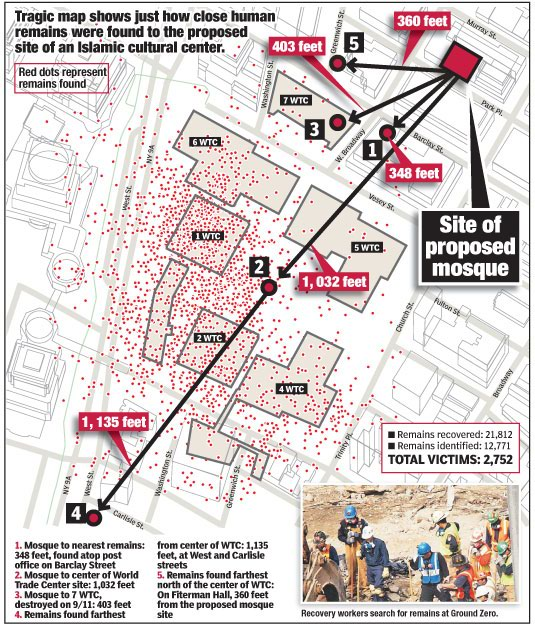 Tragic map shows just how close human
remains were found to the proposed
site of an Islamic cultural center.
Red dots represent
remains found
Greenwich St.
360 feet
Murray St.
5
403 feet
Washington St.
7 WTC
Park Pl.
3
W. Broadway
1
Barclay St.
NY 9A
6 WTC
348 feet
West St.
Vesey St.
Site of
proposed
mosque
1 WTC
5 WTC
2
1,032 feet
Church St.
Fulton St.
2 WTC
Broadway
4 WTC
1,135 feet
Trinity Pl.
■ Remains recovered: 21,812
■ Remains identified: 12,771
TOTAL VICTIMS: 2,752
NY 9A
West St.
Washington St.
Greenwich St.
4
Carlisle St.
1. Mosque to nearest remains:
348 feet, found atop post
office on Barclay Street
2. Mosque to center of World
Trade Center site: 1,032 feet
3. Mosque to 7 WTC,
destroyed on 9/11: 403 feet
4. Remains found farthest
from center of WTC: 1,135
feet, at West and Carlisle
streets
5. Remains found farthest
north of the center of WTC:
On Fiterman Hall, 360 feet
from the proposed mosque
site
Recovery workers search for remains at Ground Zero.